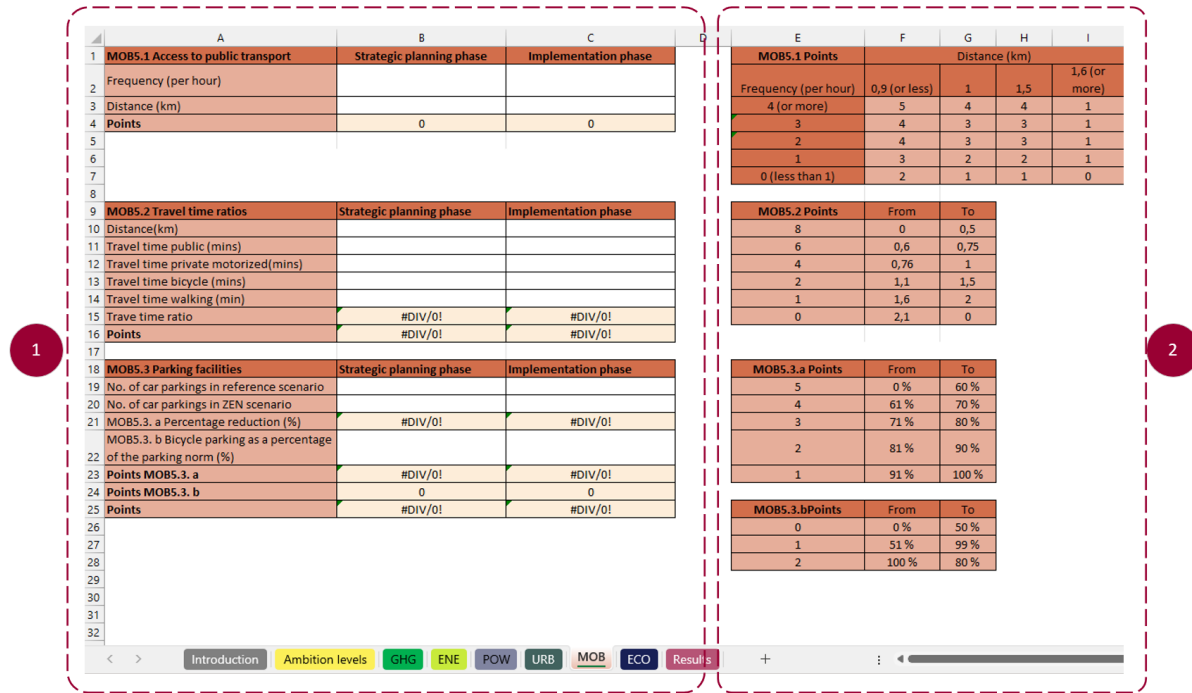 A B C D E F G H I
1 MOB5.1 Access to public transport Strategic planning phase Implementation phase MOB5.1 Points Distance (km)
2 Frequency (per hour) Frequency (per hour) 0,9 (or less) 1 1,5 1,6 (or more)
3 Distance (km) 4 (or more) 5 4 4 1
4 Points 0 0 3 4 3 3 1
5 2 4 3 3 1
6 1 3 2 2 1
7 0 (less than 1) 2 1 1 0
8
9 MOB5.2 Travel time ratios Strategic planning phase Implementation phase MOB5.2 Points From To
10 Distance(km) 8 0 0,5
11 Travel time public (mins) 6 0,6 0,75
12 Travel time private motorized(mins) 4 0,76 1
13 Travel time bicycle (mins) 2 1,1 1,5
14 Travel time walking (min) 1 1,6 2
15 Trave time ratio #DIV/0! #DIV/0! 0 2,1 0
16 Points #DIV/0! #DIV/0!
17
1
2
18 MOB5.3 Parking facilities Strategic planning phase Implementation phase MOB5.3.a Points From To
19 No. of car parkings in reference scenario 5 0 % 60 %
20 No. of car parkings in ZEN scenario 4 61 % 70 %
21 MOB5.3. a Percentage reduction (%) #DIV/0! #DIV/0! 3 71 % 80 %
MOB5.3. b Bicycle parking as a percentage
22 of the parking norm (%) 2 81 % 90 %
23 Points MOB5.3. a #DIV/0! #DIV/0! 1 91 % 100 %
24 Points MOB5.3. b 0 0
25 Points #DIV/0! #DIV/0! MOB5.3.bPoints From To
26 0 0 % 50 %
27 1 51 % 99 %
28 2 100 % 80 %
29
30
31
32
Introduction Ambition levels GHG ENE POW URB MOB ECO Results